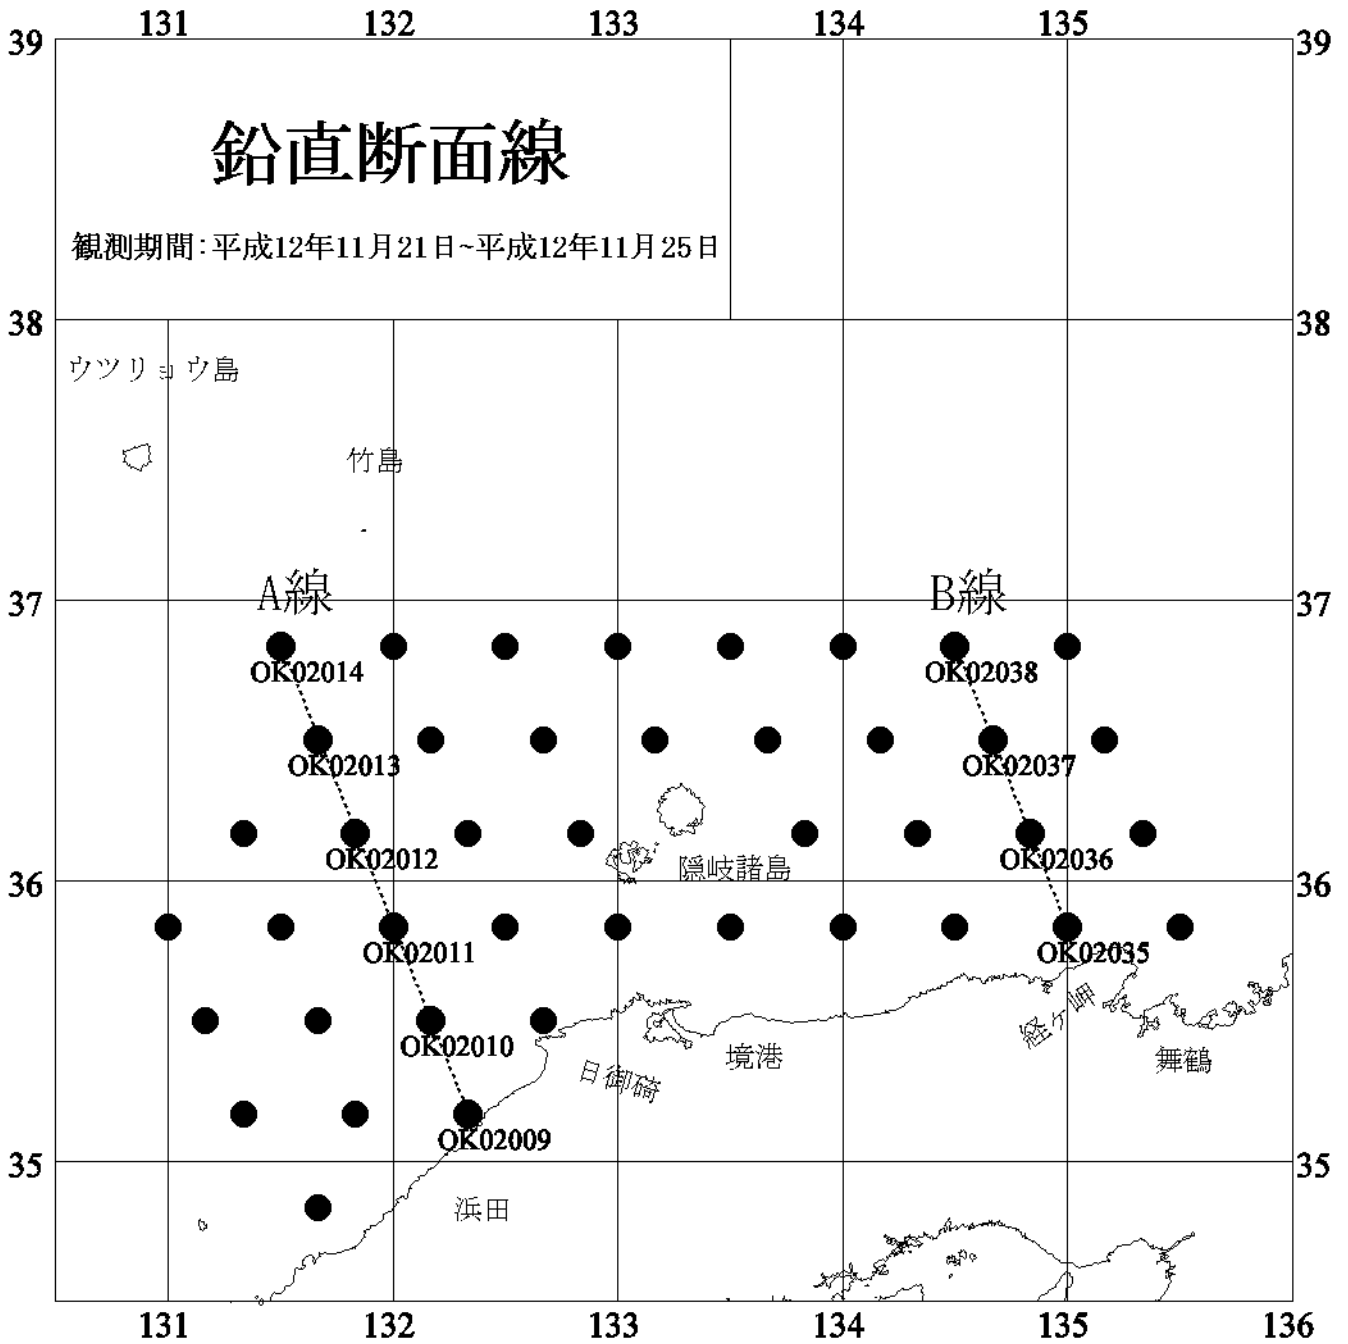 131 132 133 134 135
39 39
鉛直断面線
観測期間:平成12年11月21日~平成12年11月25日
38 38
ウツリョウ島
竹島
A線 B線
37 37
OK02014 OK02038
OK02013 OK02037
OK02012 OK02036
隠岐諸島
36 36
OK02011 OK02035
経ヶ岬
OK02010
境港 舞鶴
日御碕
OK02009
35 35
浜田
131 132 133 134 135 136